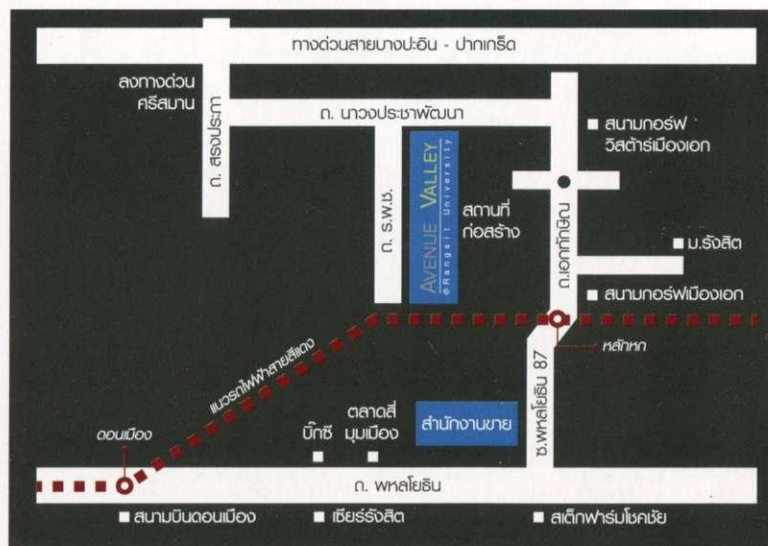 ทางด่วนสายบางปะอิน - ปากเกร็ด
ลงทางด่วน
ศรีสมาน
ถ. สรงประภา
ถ. นาวงประชาพัฒนา
สนามกอร์ฟ
วิสต้าร์เมืองเอก
ถ. ร.พ.ช.
AVENUE VALLEY
@Rangsit University
สถานที่
ก่อสร้าง
ถ.เอกทักษิณ
ม.รังสิต
สนามกอร์ฟเมืองเอก
หลักหก
แนวรถไฟฟ้าสายสีแดง
ดอนเมือง
บิ๊กซี
ตลาดสี่
มุมเมือง
สำนักงานขาย
ซ.พหลโยธิน 87
ถ. พหลโยธิน
สนามบินดอนเมือง
เซียร์รังสิต
สเต็กฟาร์มโชคชัย